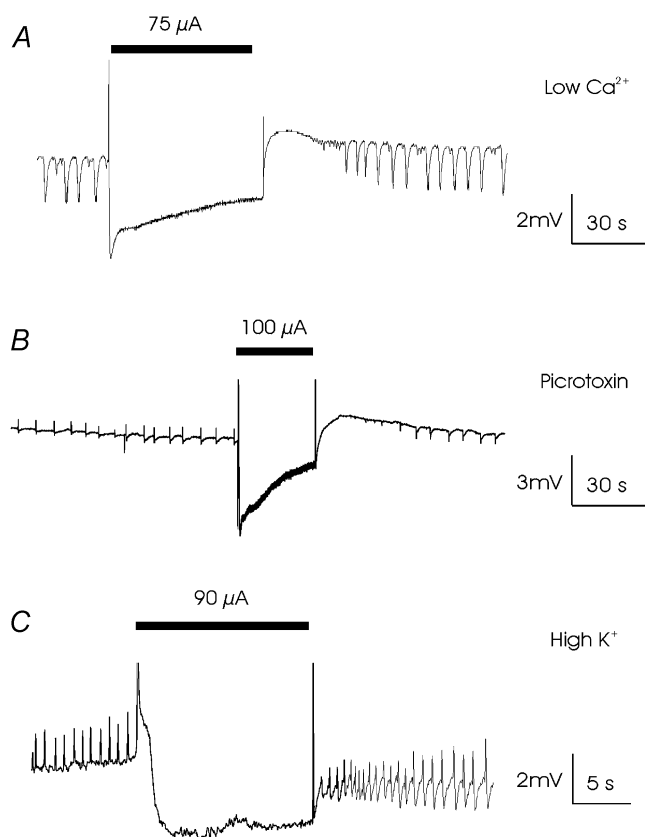 A
75 µA
Low Ca²⁺
2mV
30 s
B
100 µA
Picrotoxin
3mV
30 s
C
90 µA
High K⁺
2mV
5 s